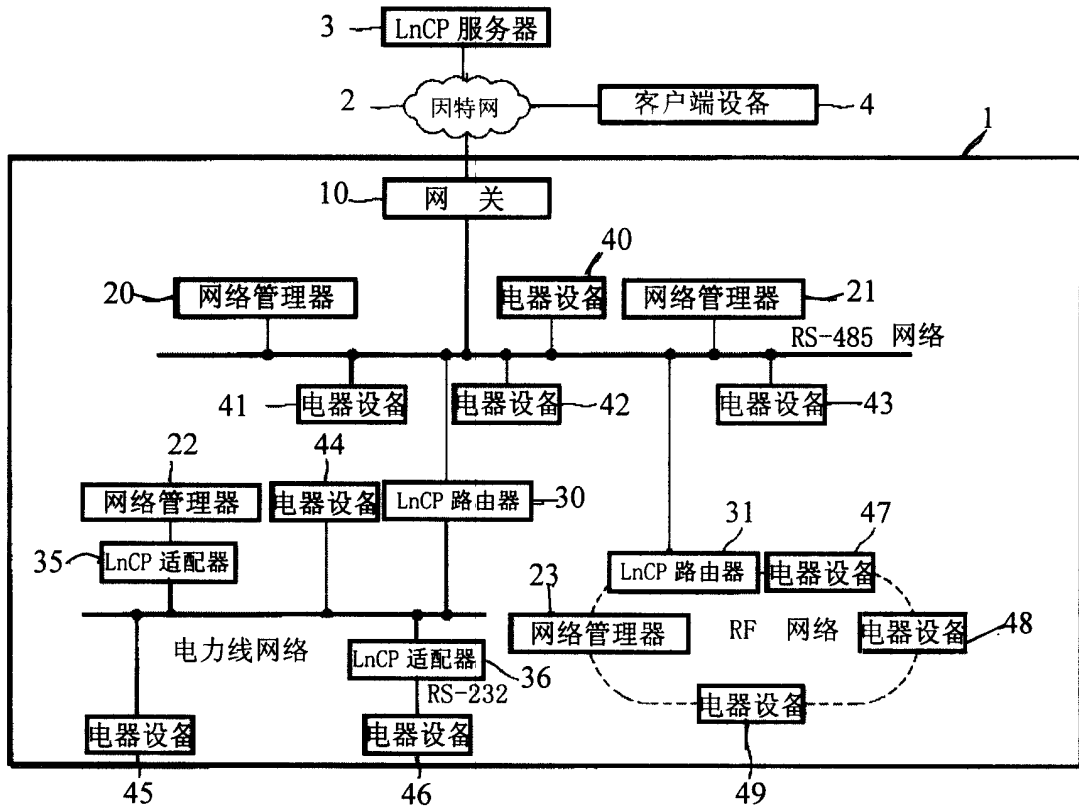 3
LnCP 服务器
2
因特网
客户端设备
4
1
10
网 关
40
20
网络管理器
电器设备
网络管理器
21
RS-485 网络
41
电器设备
电器设备
42
电器设备
43
22
44
网络管理器
电器设备
LnCP 路由器
30
31
47
35
LnCP 适配器
LnCP 路由器
电器设备
23
网络管理器
RF 网络
电器设备
48
电力线网络
LnCP 适配器
36
RS-232
电器设备
电器设备
电器设备
45
46
49